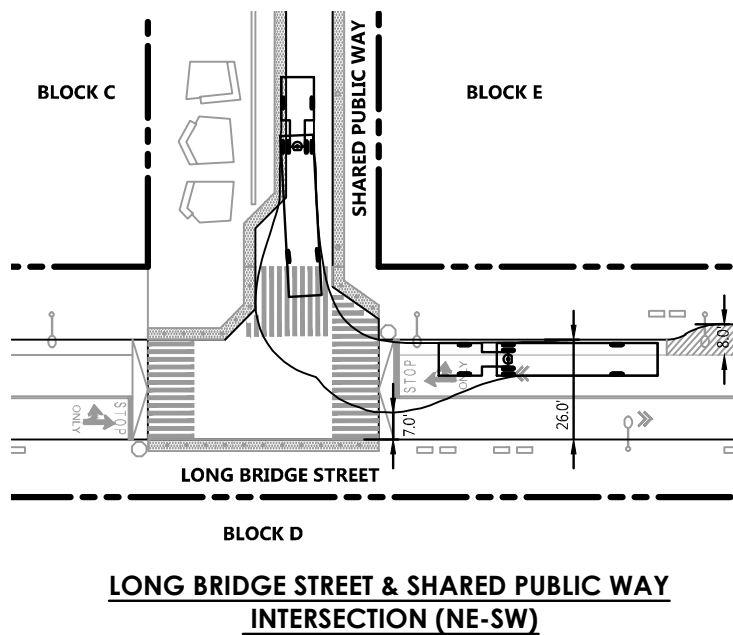 BLOCK C
SHARED PUBLIC WAY
BLOCK E
8.0'
STOP
ONLY
26.0'
ONLY
STOP
7.0'
LONG BRIDGE STREET
BLOCK D
LONG BRIDGE STREET & SHARED PUBLIC WAY
INTERSECTION (NE-SW)